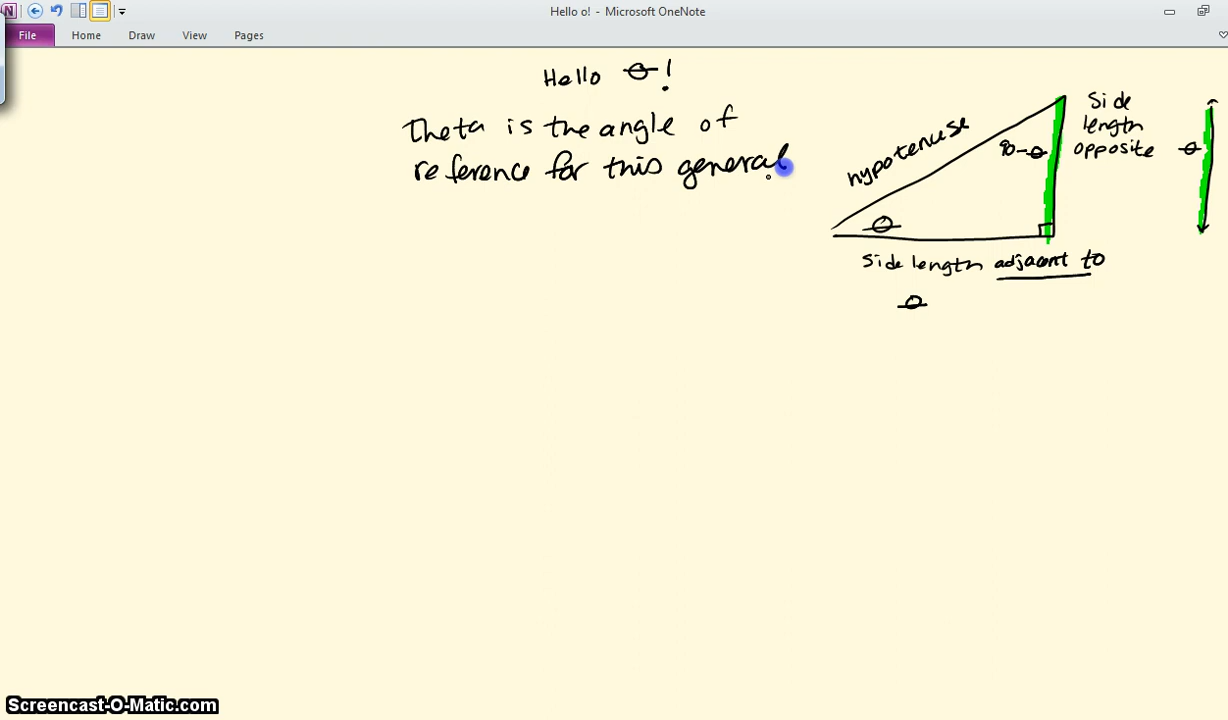 Hello o! - Microsoft OneNote
File Home Draw View Pages
Hello θ!
Theta is the angle of
reference for this general
hypotenuse
90-θ
Side
length
opposite θ
θ
Side length adjacent to
θ
Screencast-O-Matic.com